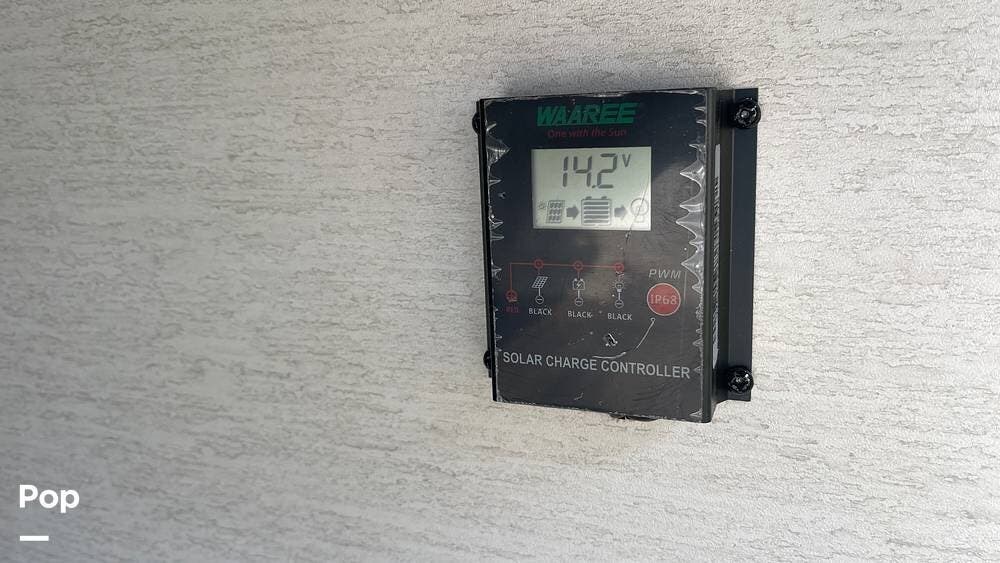 WAAREE
One with the Sun
14.2V
PWM
IP68
RED BLACK BLACK BLACK
SOLAR CHARGE CONTROLLER
Pop